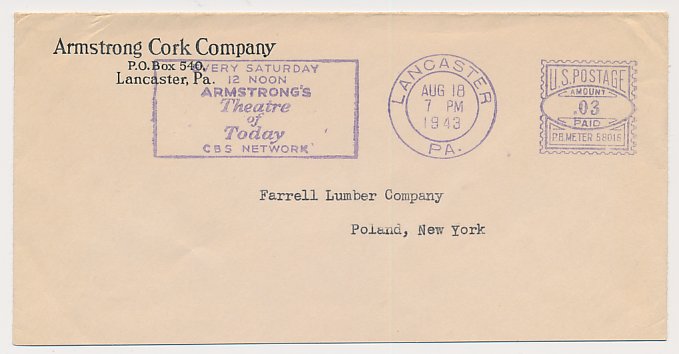 Armstrong Cork Company
P.O. Box 540,
Lancaster, Pa.
EVERY SATURDAY
12 NOON
ARMSTRONG'S
Theatre
of
Today
CBS NETWORK
LANCASTER
AUG 18
7 PM
1943
PA.
U.S. POSTAGE
AMOUNT
.03
PAID
P.B. METER 58016
Farrell Lumber Company
Poland, New York